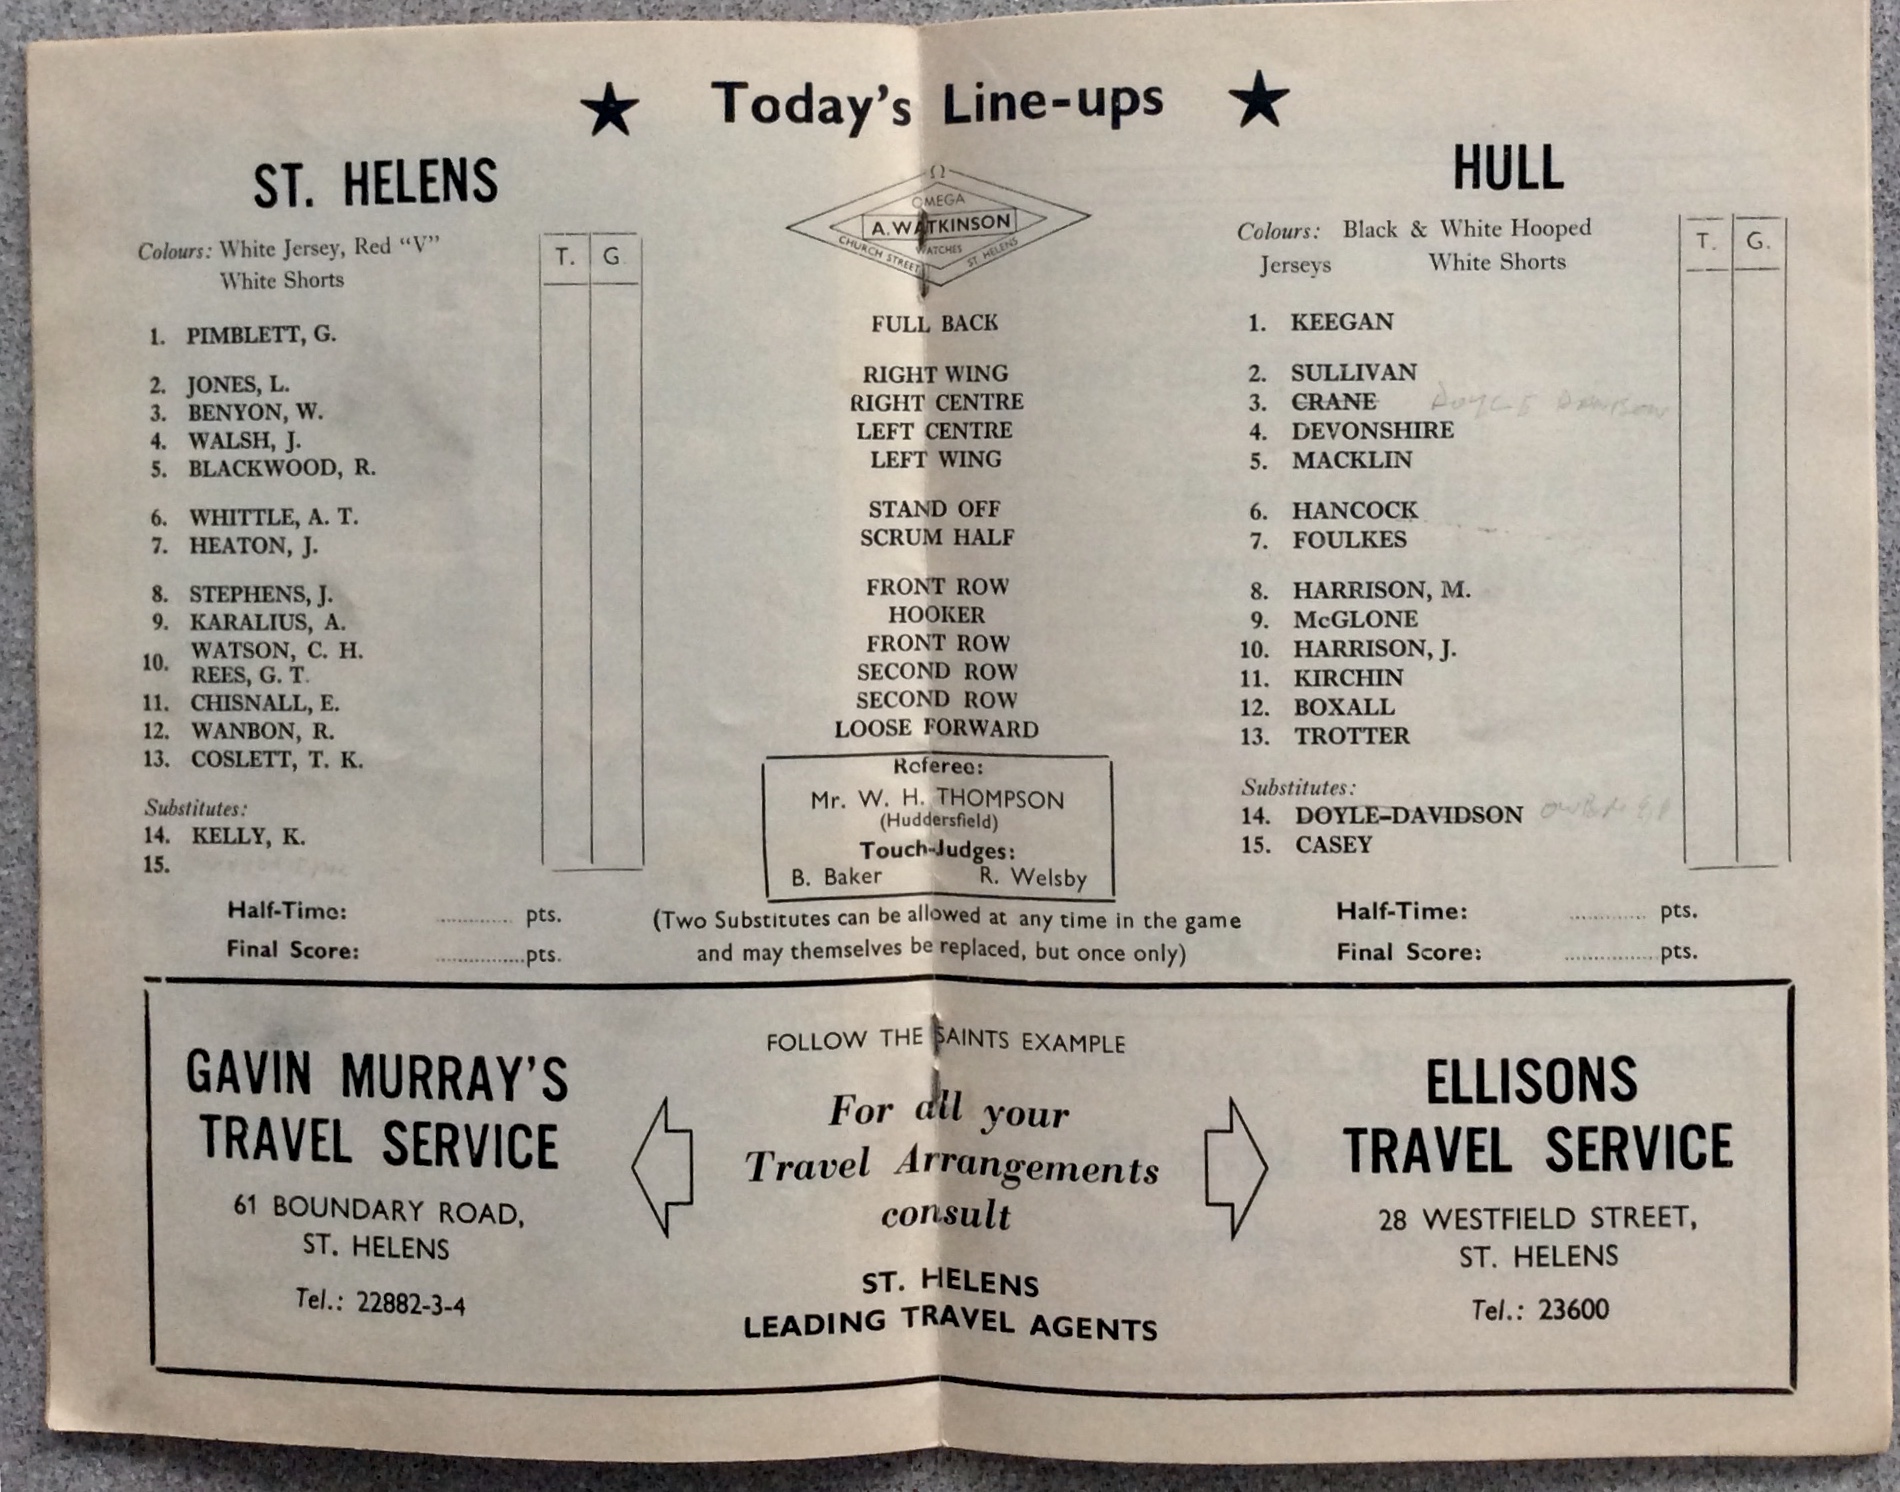 ★ Today's Line-ups ★
ST. HELENS
Colours: White Jersey, Red "V"
White Shorts
T. G.
1. PIMBLETT, G.
2. JONES, L.
3. BENYON, W.
4. WALSH, J.
5. BLACKWOOD, R.
6. WHITTLE, A. T.
7. HEATON, J.
8. STEPHENS, J.
9. KARALIUS, A.
10. WATSON, C. H.
REES, G. T.
11. CHISNALL, E.
12. WANBON, R.
13. COSLETT, T. K.
Substitutes:
14. KELLY, K.
15.
Half-Time: ............ pts.
Final Score: ...............pts.
Ω
OMEGA
A. WATKINSON
WATCHES
CHURCH STREET ST. HELENS
FULL BACK
RIGHT WING
RIGHT CENTRE
LEFT CENTRE
LEFT WING
STAND OFF
SCRUM HALF
FRONT ROW
HOOKER
FRONT ROW
SECOND ROW
SECOND ROW
LOOSE FORWARD
Referee:
Mr. W. H. THOMPSON
(Huddersfield)
Touch-Judges:
B. Baker R. Welsby
(Two Substitutes can be allowed at any time in the game
and may themselves be replaced, but once only)
HULL
Colours: Black & White Hooped
Jerseys White Shorts
T. G.
1. KEEGAN
2. SULLIVAN
3. CRANE DOYLE DAVIDSON
4. DEVONSHIRE
5. MACKLIN
6. HANCOCK
7. FOULKES
8. HARRISON, M.
9. McGLONE
10. HARRISON, J.
11. KIRCHIN
12. BOXALL
13. TROTTER
Substitutes:
14. DOYLE-DAVIDSON
15. CASEY
Half-Time: ............ pts.
Final Score: ...............pts.
GAVIN MURRAY'S
TRAVEL SERVICE
61 BOUNDARY ROAD,
ST. HELENS
Tel.: 22882-3-4
FOLLOW THE SAINTS EXAMPLE
For all your
Travel Arrangements
consult
ST. HELENS
LEADING TRAVEL AGENTS
ELLISONS
TRAVEL SERVICE
28 WESTFIELD STREET,
ST. HELENS
Tel.: 23600